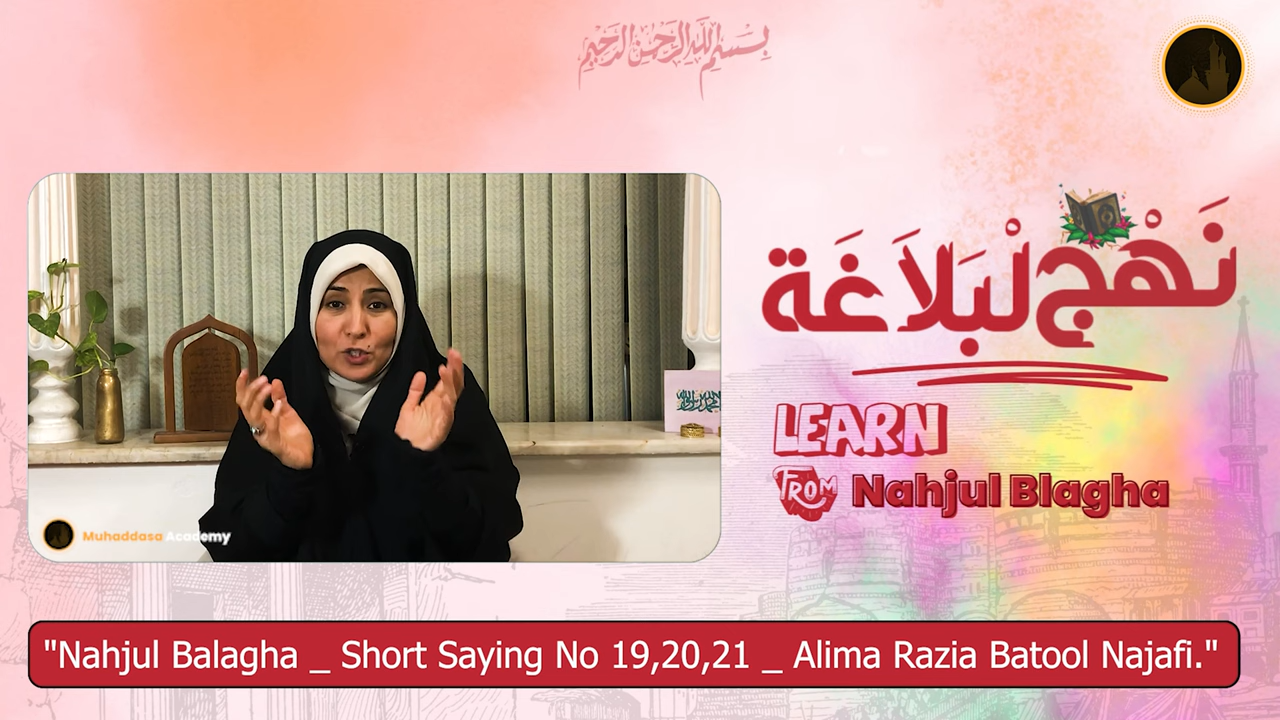 بسم الله الرحمن الرحيم
نَهْج لْبَلَاغَة
LEARN
FROM Nahjul Blagha
Muhaddasa Academy
"Nahjul Balagha _ Short Saying No 19,20,21 _ Alima Razia Batool Najafi."